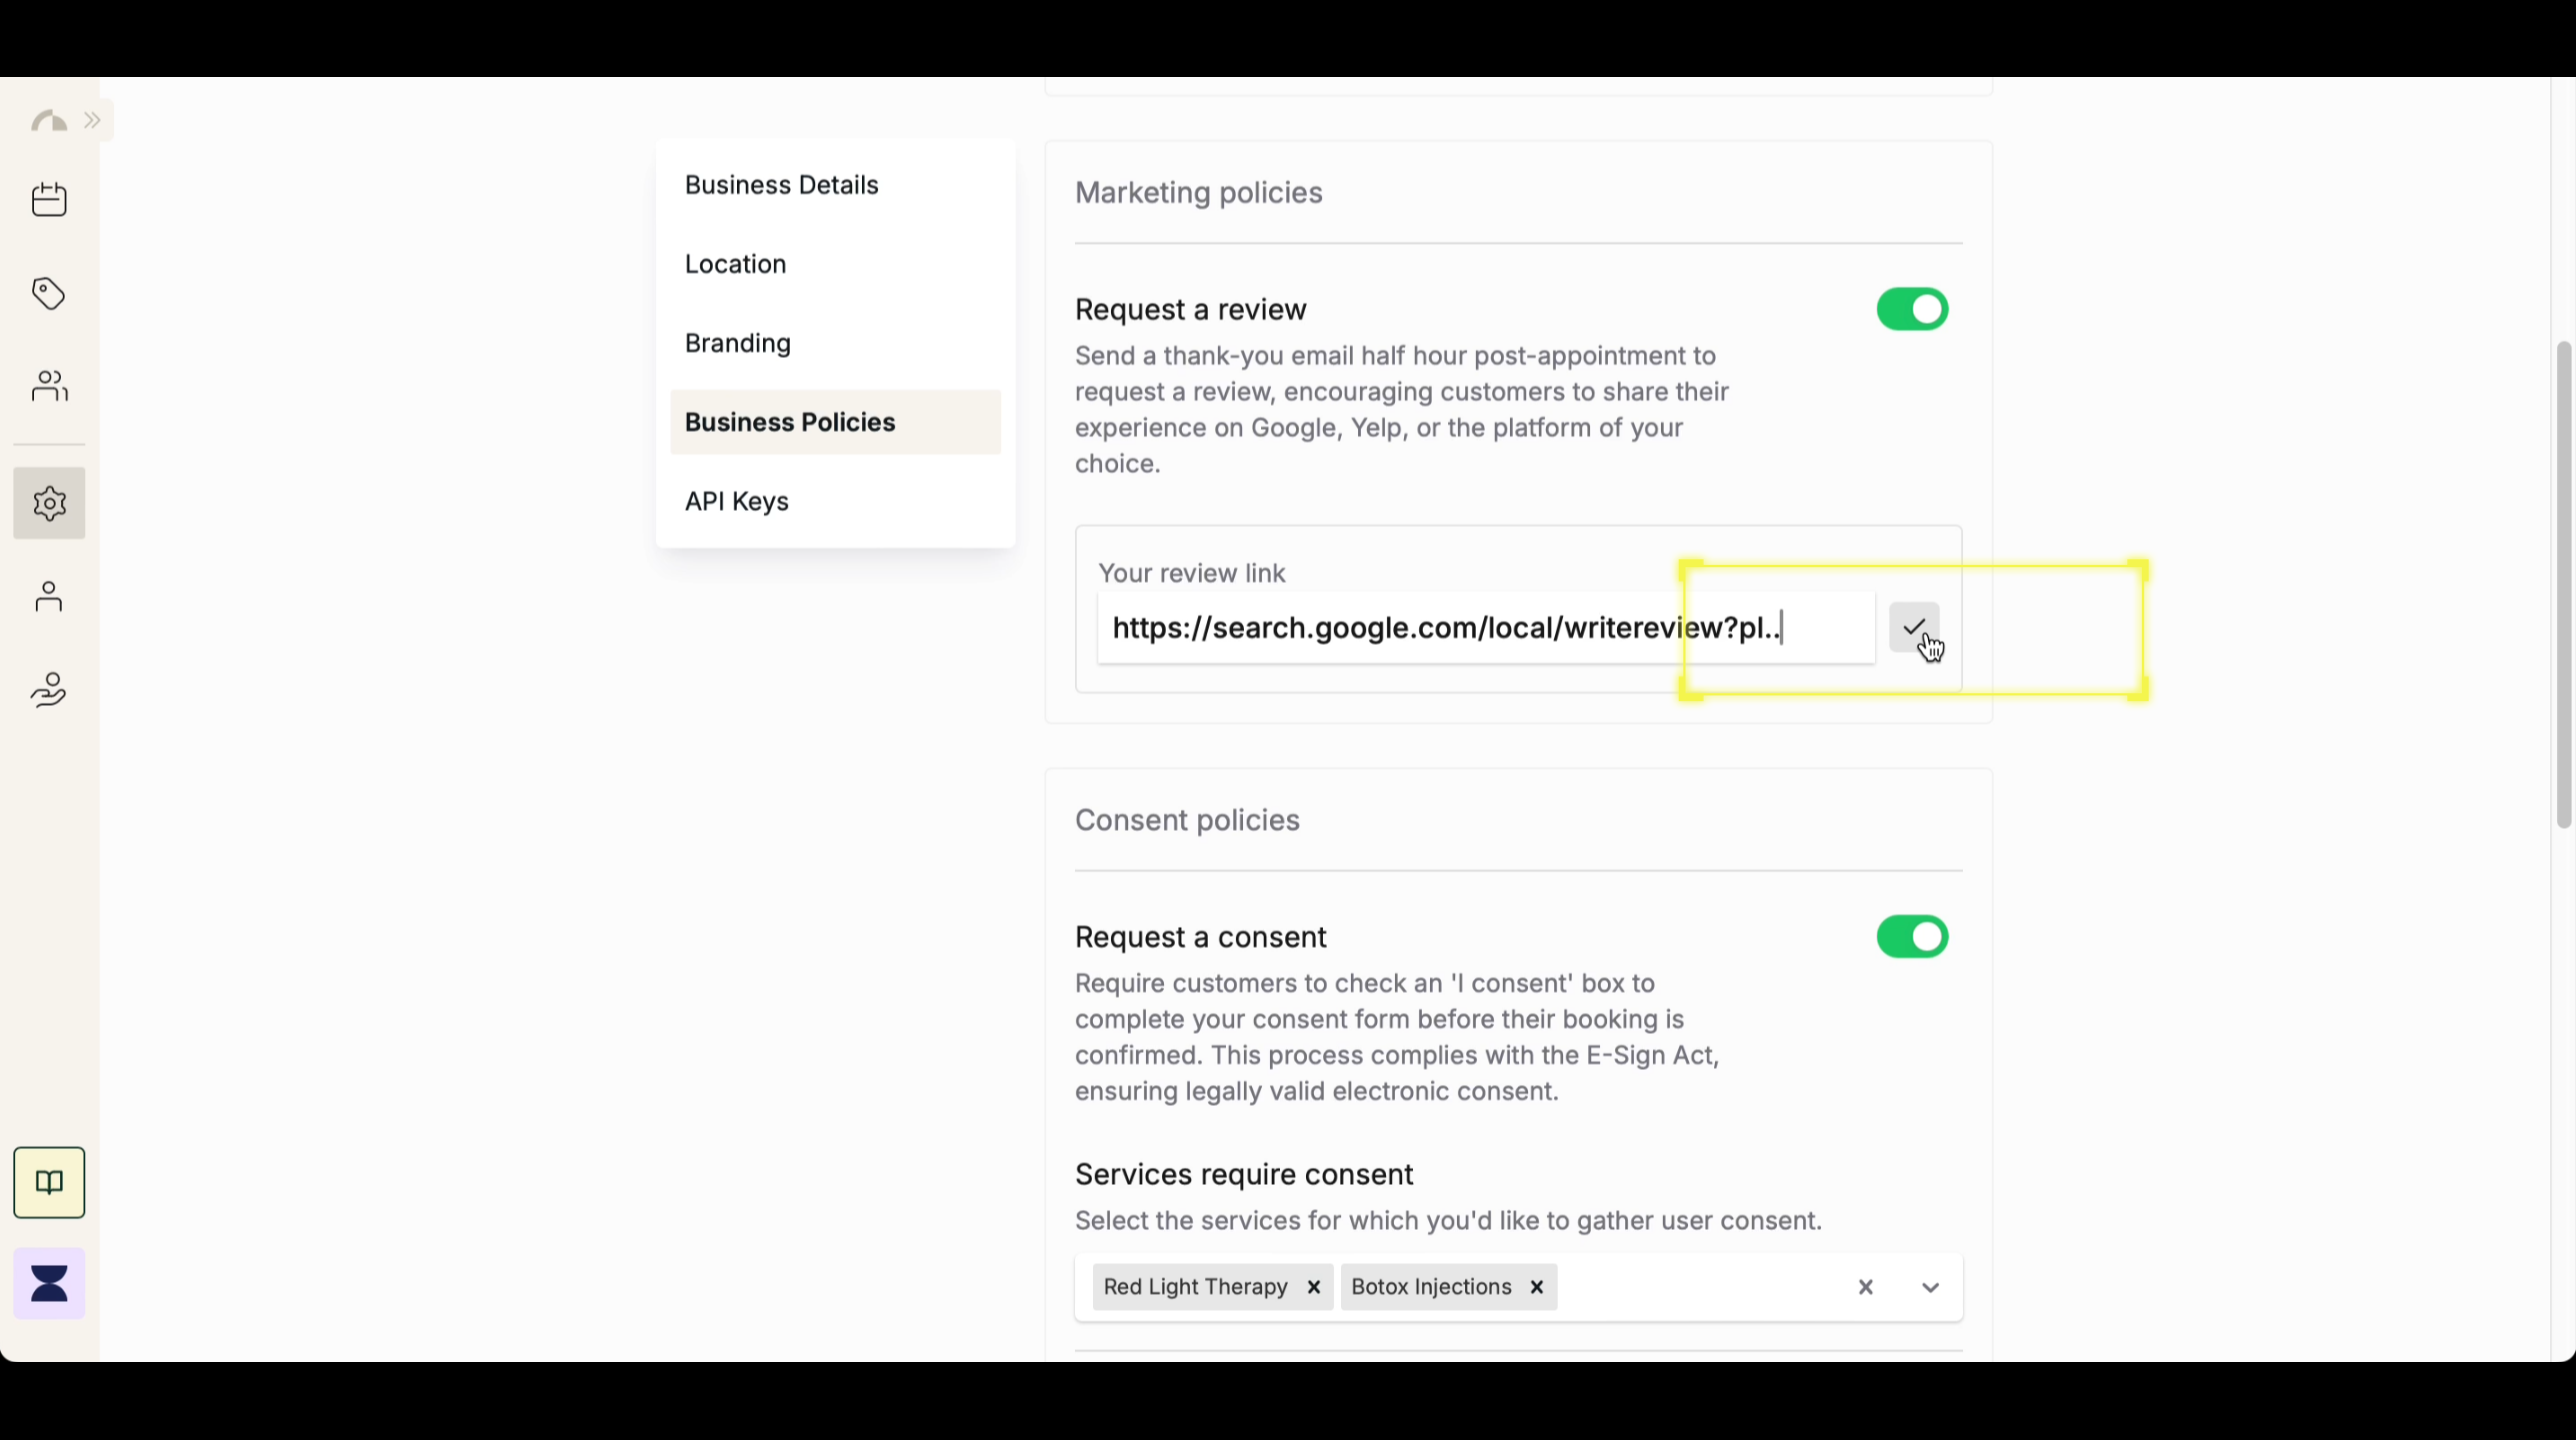 Business Details
Location
Branding
Business Policies
API Keys
Marketing policies
Request a review
Send a thank-you email half hour post-appointment to
request a review, encouraging customers to share their
experience on Google, Yelp, or the platform of your
choice.
Your review link
https://search.google.com/local/writereview?pl..
Consent policies
Request a consent
Require customers to check an 'I consent' box to
complete your consent form before their booking is
confirmed. This process complies with the E-Sign Act,
ensuring legally valid electronic consent.
Services require consent
Select the services for which you'd like to gather user consent.
Red Light Therapy
Botox Injections